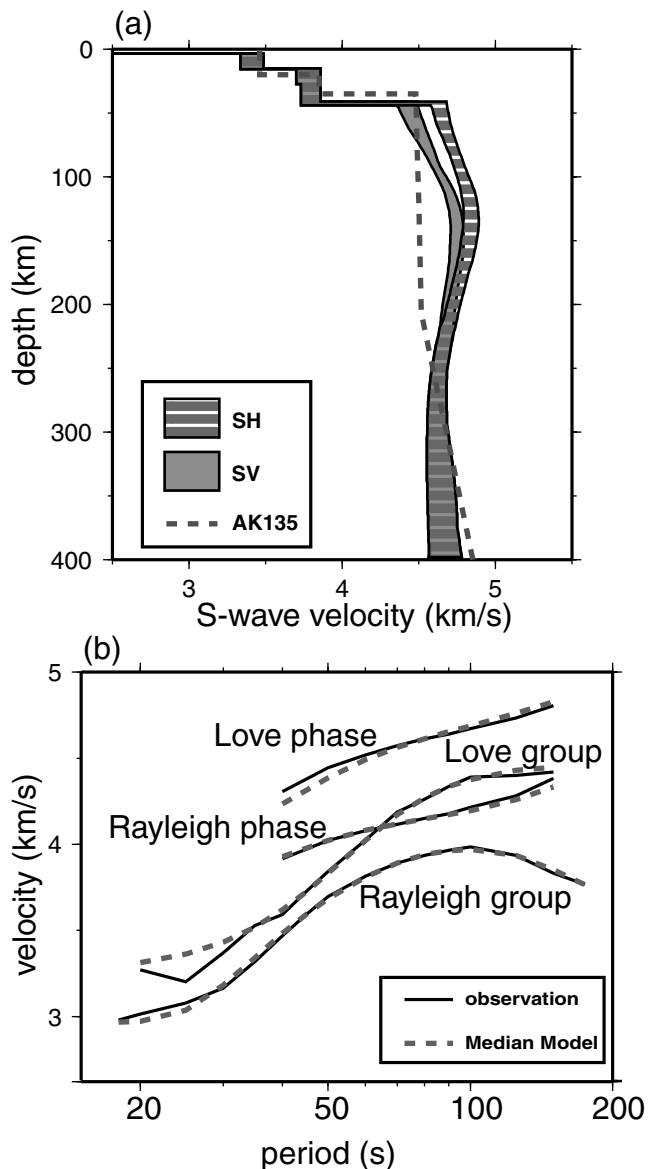 (a)
0
100
200
300
400
depth (km)
SH
SV
AK135
3 4 5
S-wave velocity (km/s)
(b)
5
4
3
velocity (km/s)
Love phase
Love group
Rayleigh phase
Rayleigh group
observation
Median Model
20 50 100 200
period (s)